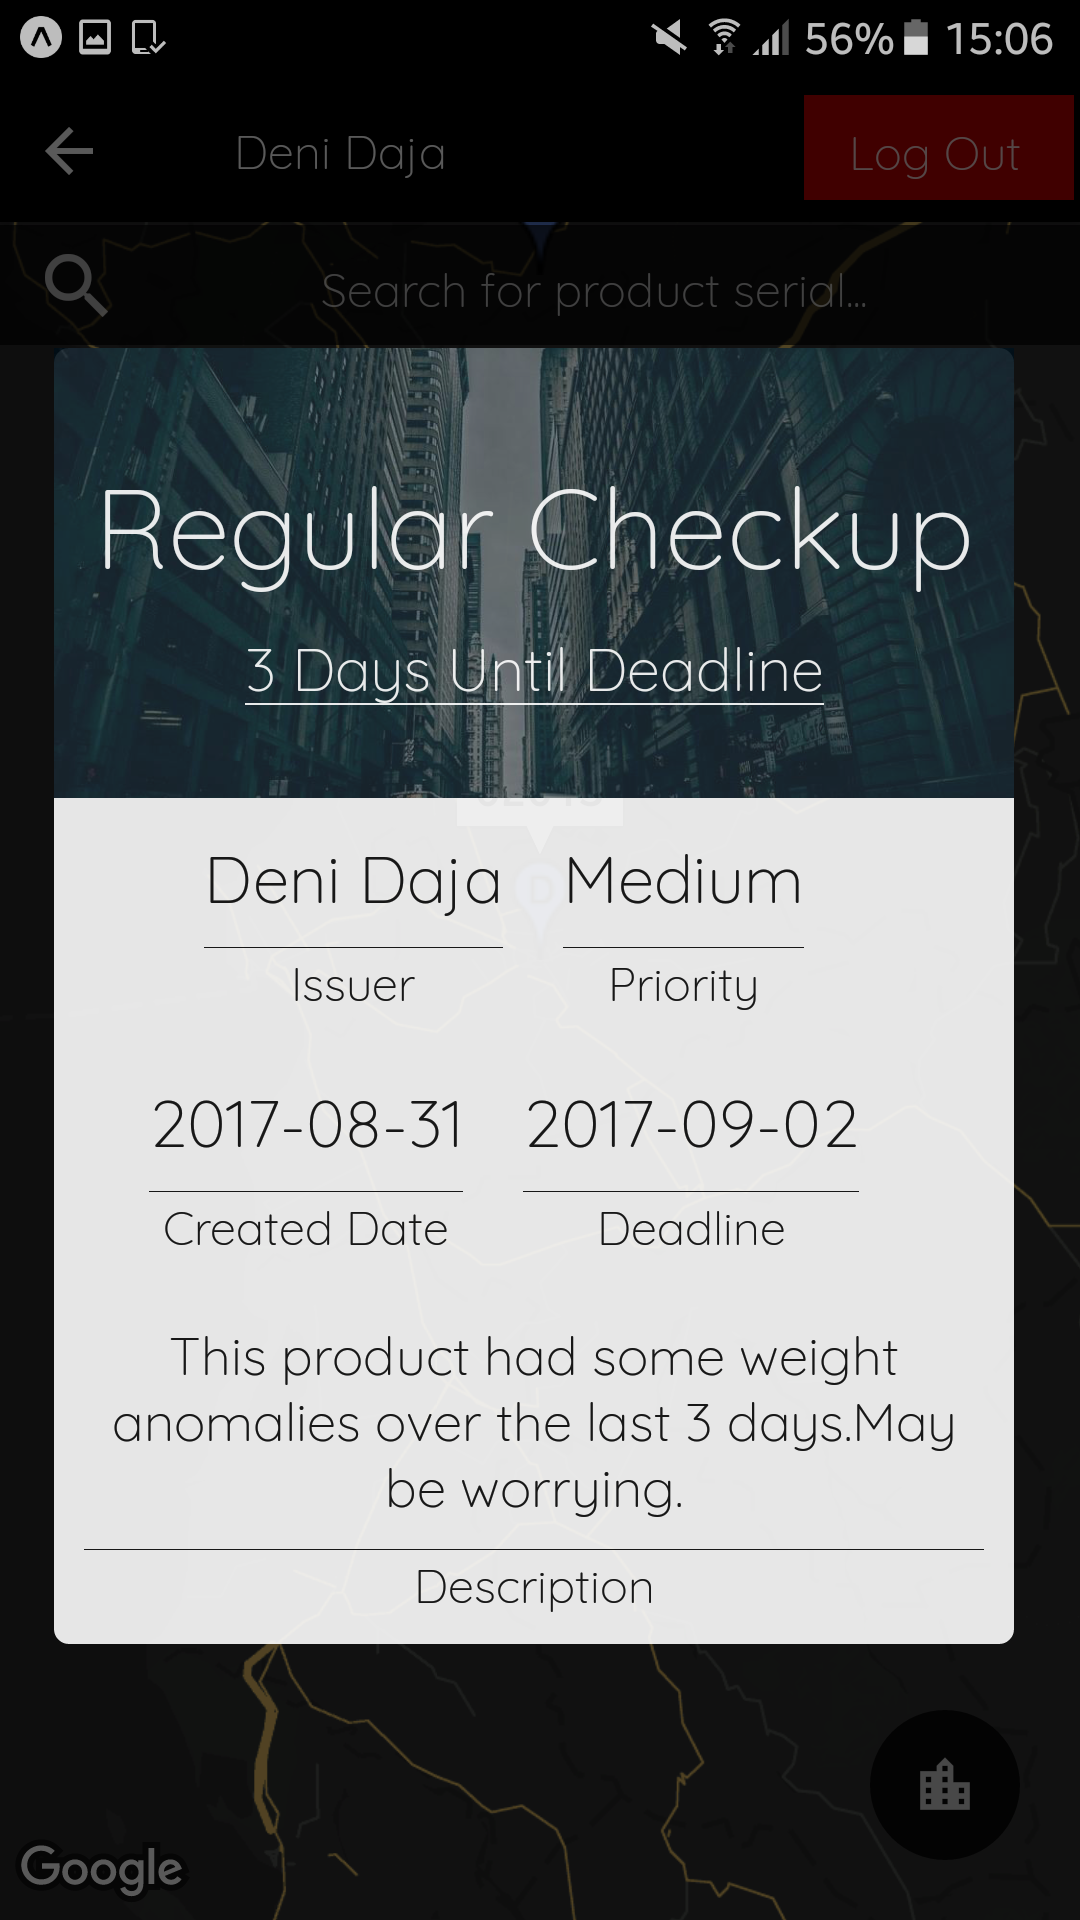 56% 15:06
Deni Daja
Log Out
Search for product serial...
Regular Checkup
3 Days Until Deadline
Deni Daja
Medium
Issuer
Priority
2017-08-31
2017-09-02
Created Date
Deadline
This product had some weight
anomalies over the last 3 days.May
be worrying.
Description
Google